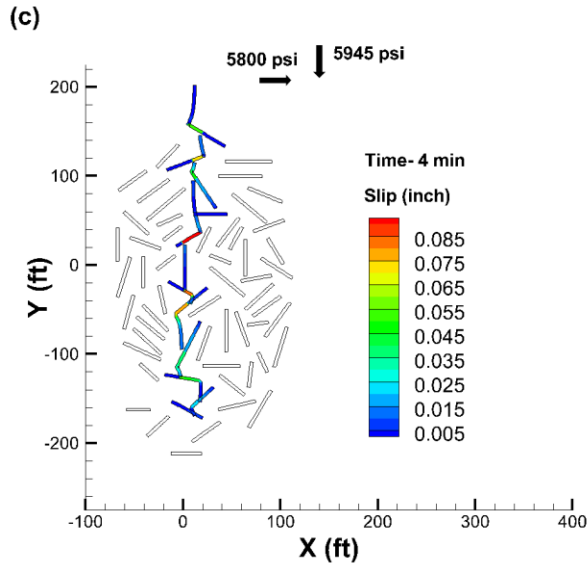 (c)
5800 psi
5945 psi
Time- 4 min
Slip (inch)
0.085
0.075
0.065
0.055
0.045
0.035
0.025
0.015
0.005
Y (ft)
200
100
0
-100
-200
-100
0
100
200
300
400
X (ft)